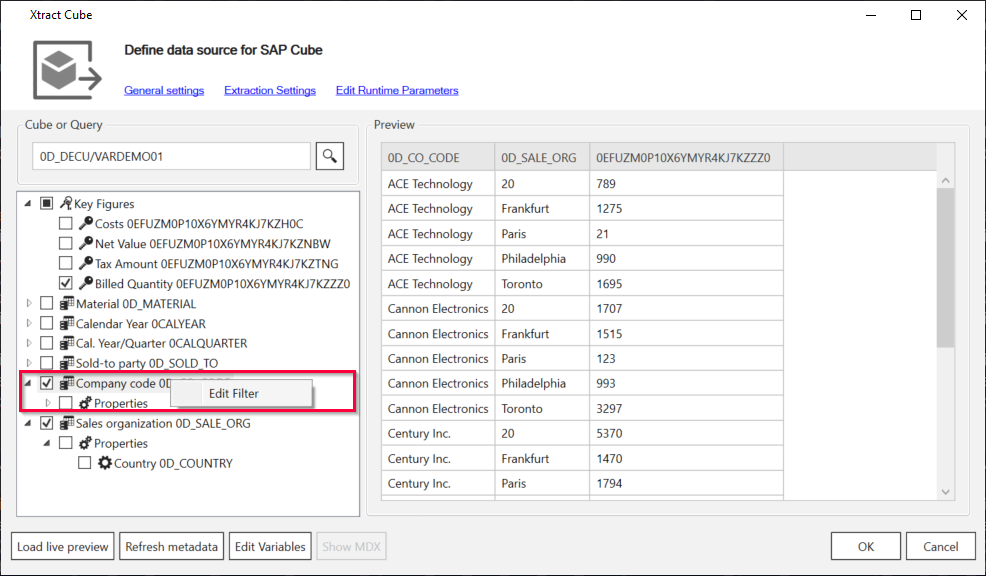 Xtract Cube
Define data source for SAP Cube
General settings Extraction Settings Edit Runtime Parameters
Cube or Query
0D_DECU/VARDEMO01
Key Figures
Costs 0EFUZM0P10X6YMYR4KJ7KZH0C
Net Value 0EFUZM0P10X6YMYR4KJ7KZNBW
Tax Amount 0EFUZM0P10X6YMYR4KJ7KZTNG
Billed Quantity 0EFUZM0P10X6YMYR4KJ7KZZZ0
Material 0D_MATERIAL
Calendar Year 0CALYEAR
Cal. Year/Quarter 0CALQUARTER
Sold-to party 0D_SOLD_TO
Company code
Edit Filter
Properties
Sales organization 0D_SALE_ORG
Properties
Country 0D_COUNTRY
Preview
0D_CO_CODE 0D_SALE_ORG 0EFUZM0P10X6YMYR4KJ7KZZZ0
ACE Technology 20 789
ACE Technology Frankfurt 1275
ACE Technology Paris 21
ACE Technology Philadelphia 990
ACE Technology Toronto 1695
Cannon Electronics 20 1707
Cannon Electronics Frankfurt 1515
Cannon Electronics Paris 123
Cannon Electronics Philadelphia 993
Cannon Electronics Toronto 3297
Century Inc. 20 5370
Century Inc. Frankfurt 1470
Century Inc. Paris 1794
Load live preview Refresh metadata Edit Variables Show MDX OK Cancel